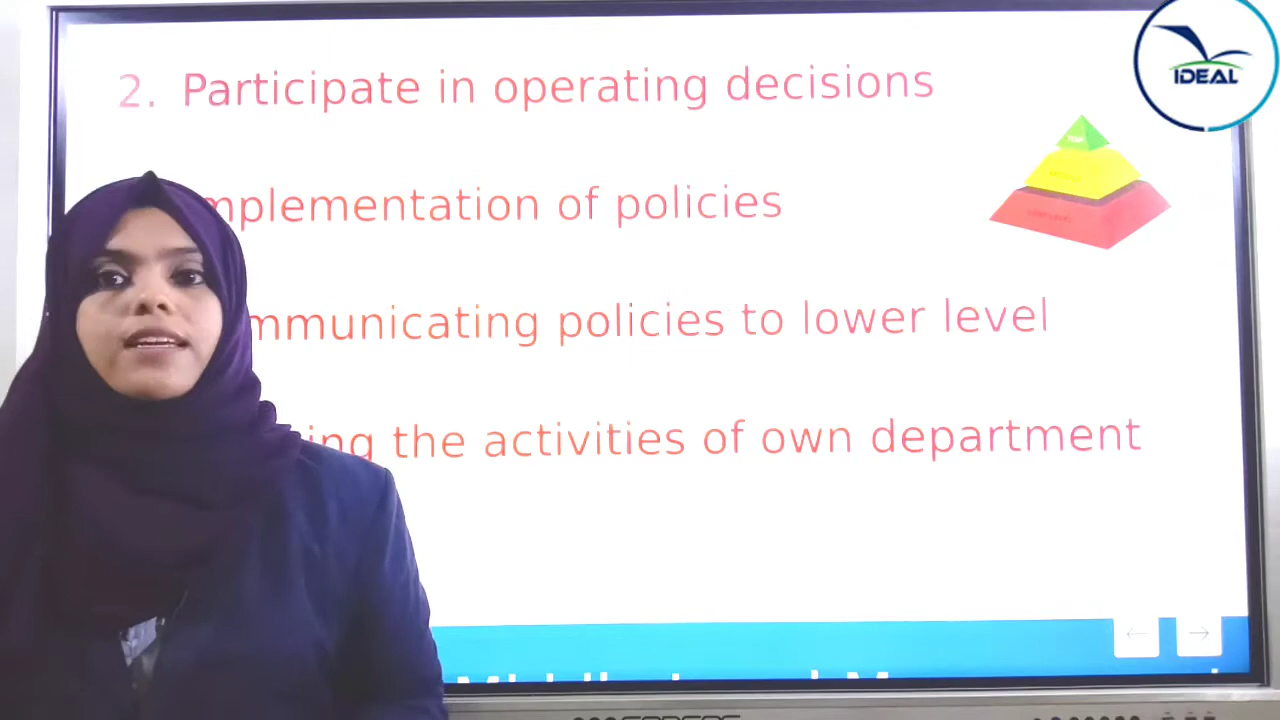 IDEAL
2. Participate in operating decisions
mplementation of policies
mmunicating policies to lower level
ing the activities of own department